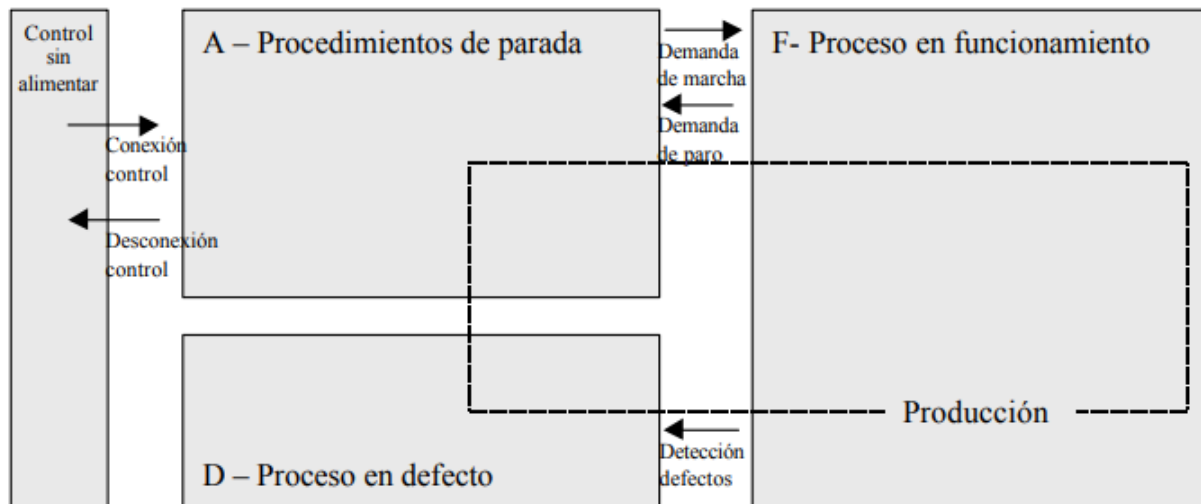 Control
sin
alimentar
Conexión
control
Desconexión
control
A – Procedimientos de parada
Demanda
de marcha
Demanda
de paro
F- Proceso en funcionamiento
Producción
D – Proceso en defecto
Detección
defectos